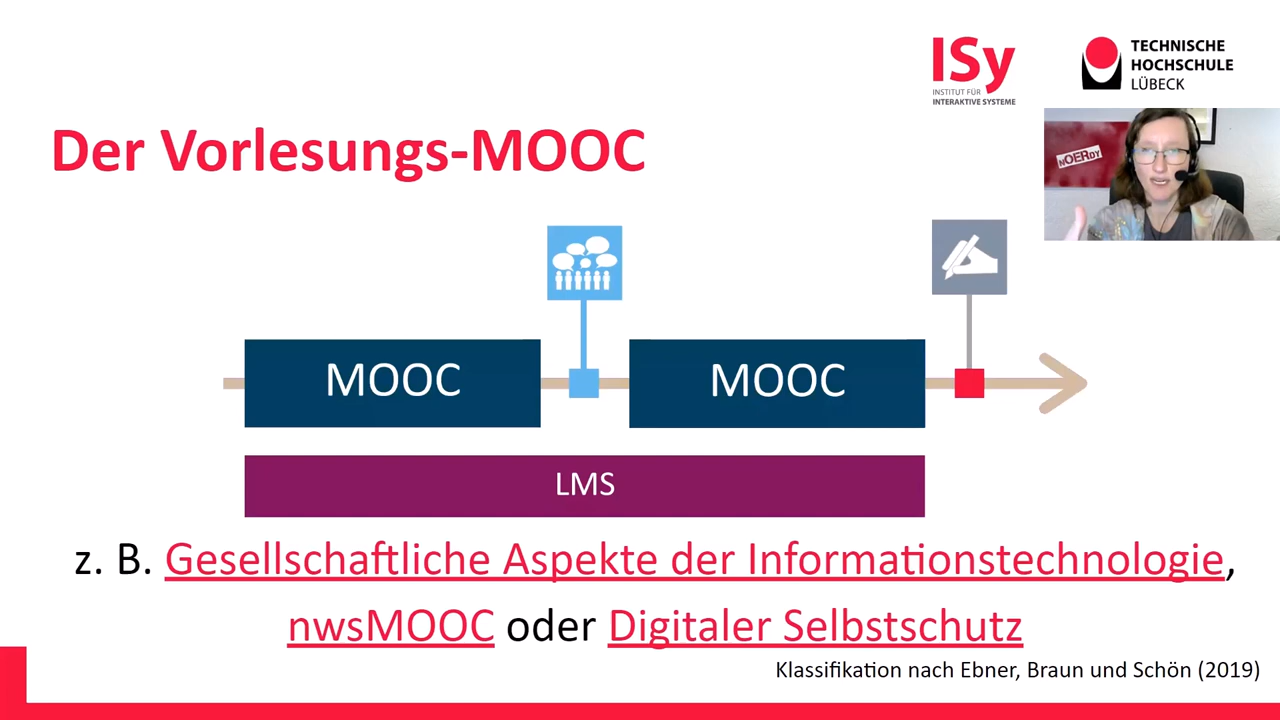 ISy
INSTITUT FÜR
INTERAKTIVE SYSTEME
TECHNISCHE
HOCHSCHULE
LÜBECK
Der Vorlesungs-MOOC
nOERdy
MOOC
MOOC
LMS
z. B. Gesellschaftliche Aspekte der Informationstechnologie,
nwsMOOC oder Digitaler Selbstschutz
Klassifikation nach Ebner, Braun und Schön (2019)